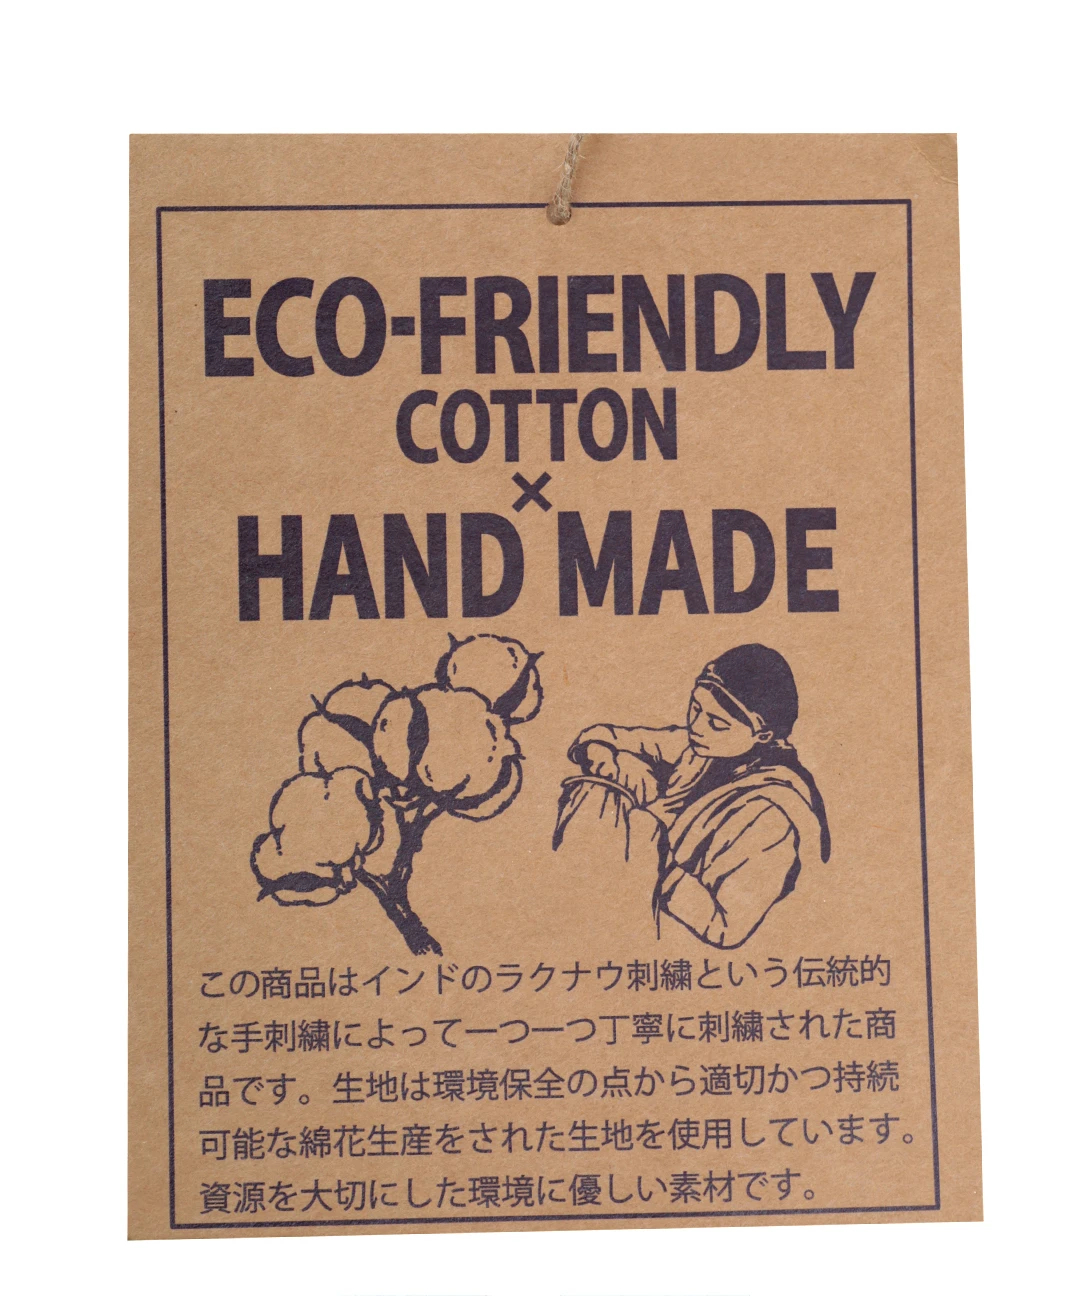 ECO-FRIENDLY
COTTON
×
HAND MADE
この商品はインドのラクナウ刺繍という伝統的
な手刺繍によって一つ一つ丁寧に刺繍された商
品です。生地は環境保全の点から適切かつ持続
可能な綿花生産をされた生地を使用しています。
資源を大切にした環境に優しい素材です。